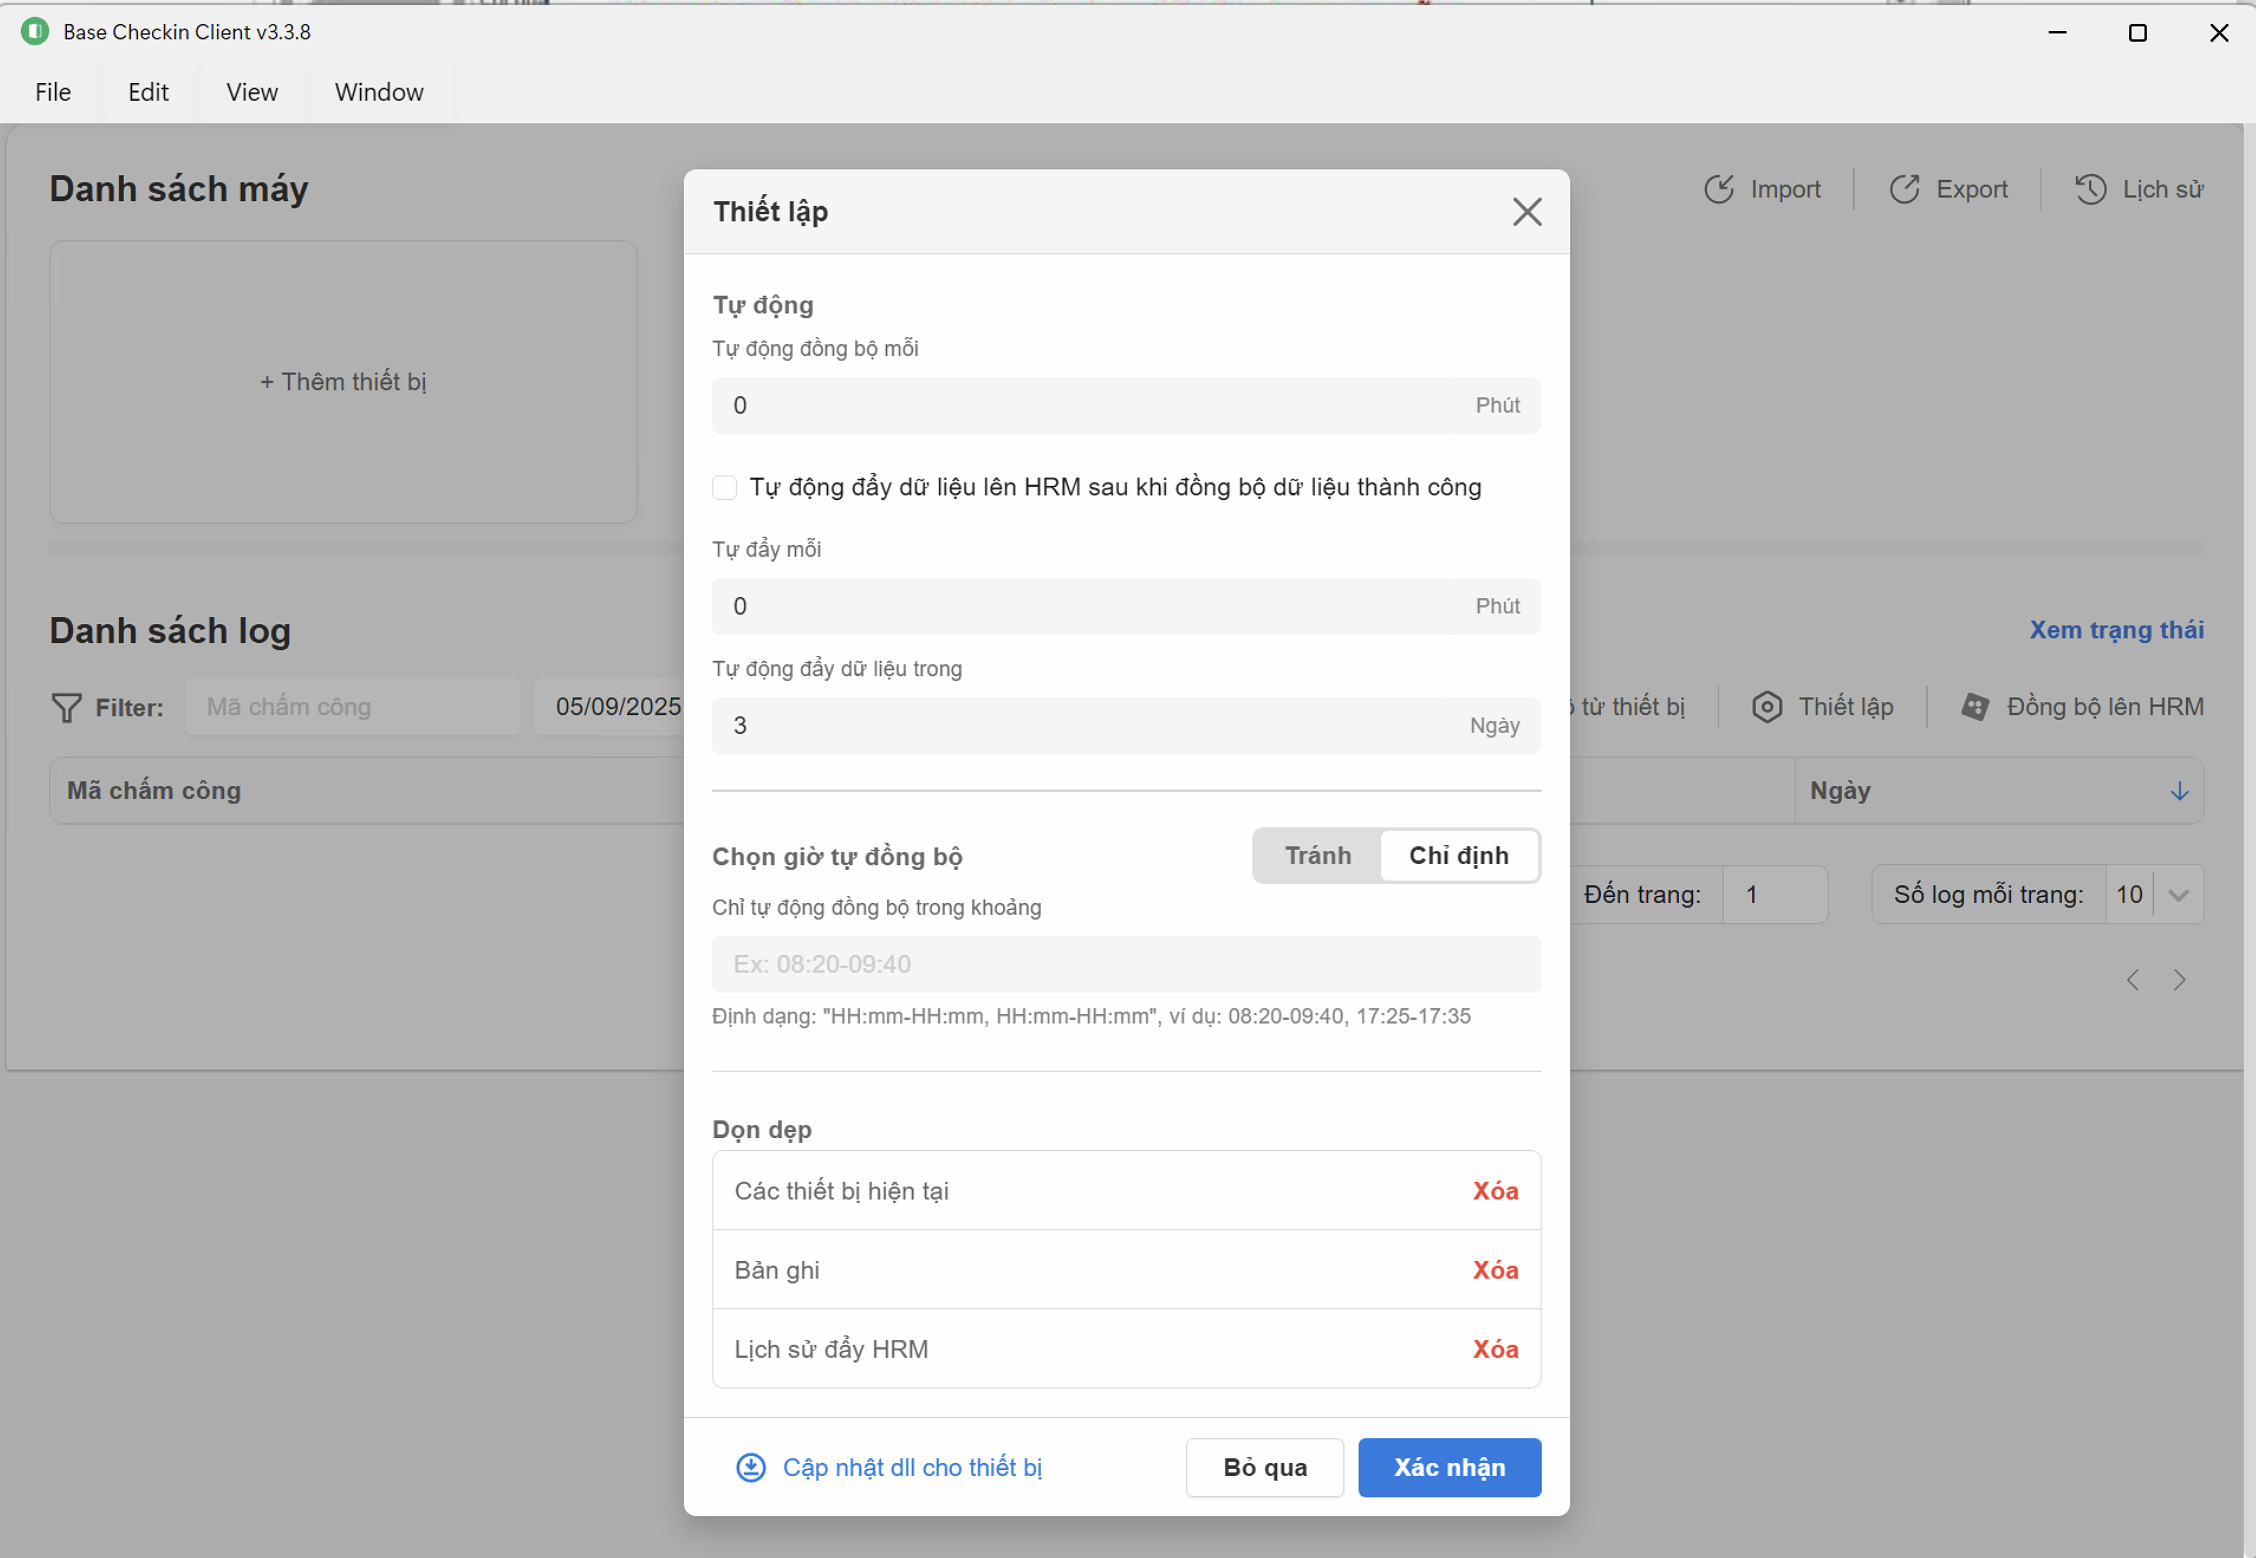 Base Checkin Client v3.3.8
File Edit View Window
Danh sách máy
Import Export Lịch sử
+ Thêm thiết bị
Danh sách log
Xem trạng thái
Filter: Mã chấm công 05/09/2025
từ thiết bị Thiết lập Đồng bộ lên HRM
Mã chấm công Ngày
Đến trang: 1 Số log mỗi trang: 10
Thiết lập
Tự động
Tự động đồng bộ mỗi
0 Phút
Tự động đẩy dữ liệu lên HRM sau khi đồng bộ dữ liệu thành công
Tự đẩy mỗi
0 Phút
Tự động đẩy dữ liệu trong
3 Ngày
Chọn giờ tự đồng bộ Tránh Chỉ định
Chỉ tự động đồng bộ trong khoảng
Ex: 08:20-09:40
Định dạng: "HH:mm-HH:mm, HH:mm-HH:mm", ví dụ: 08:20-09:40, 17:25-17:35
Dọn dẹp
Các thiết bị hiện tại Xóa
Bản ghi Xóa
Lịch sử đẩy HRM Xóa
Cập nhật dll cho thiết bị Bỏ qua Xác nhận